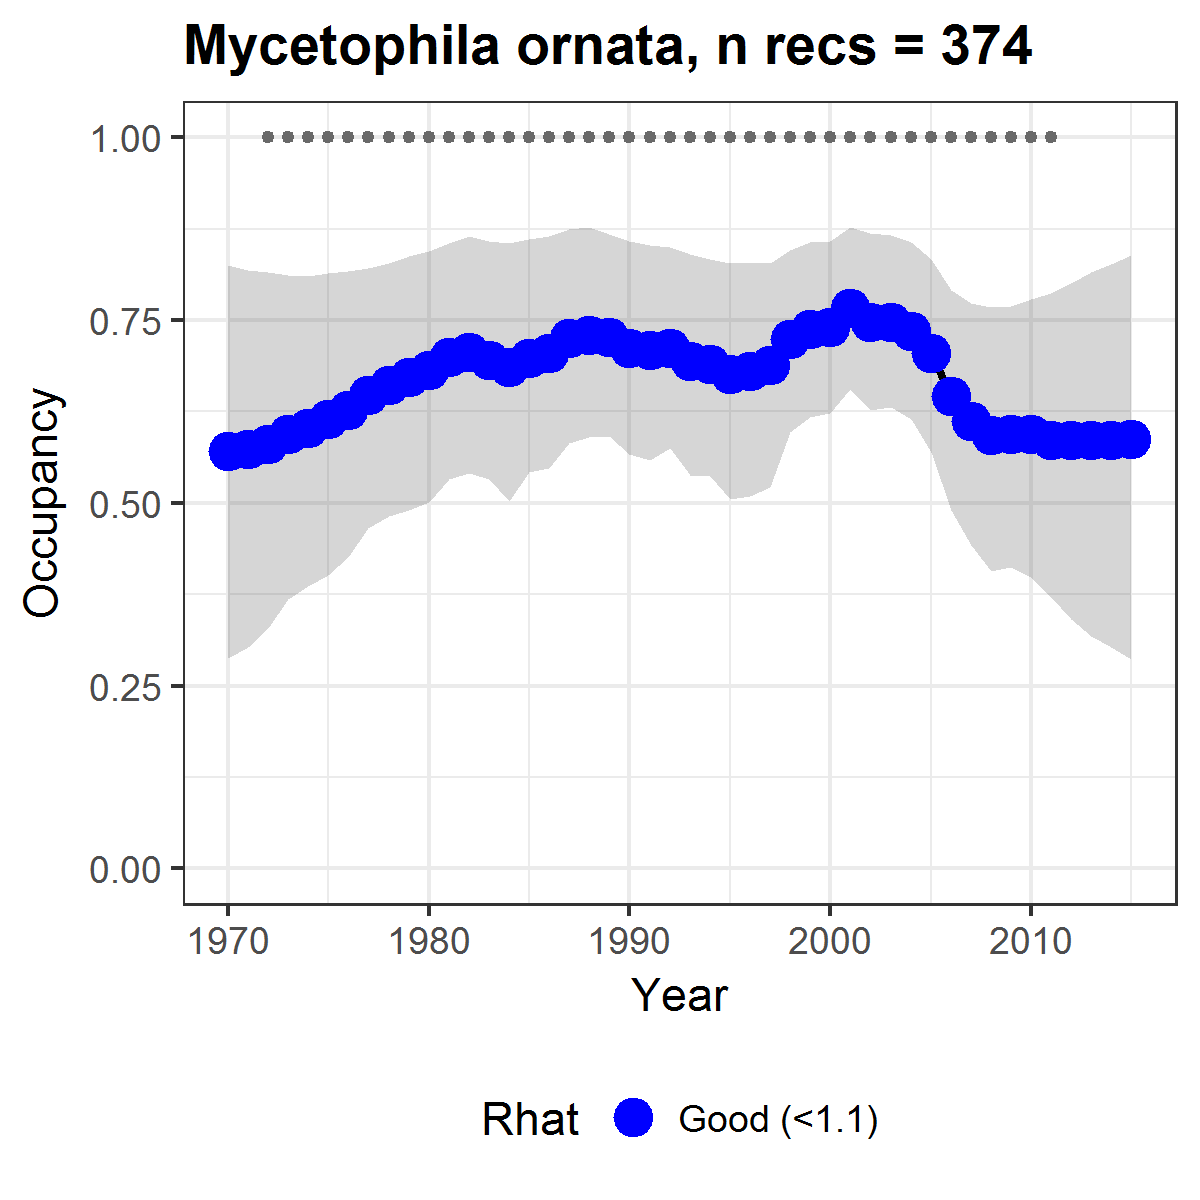 Mycetophila ornata, n recs = 374
1.00
0.75
0.50
0.25
0.00
Occupancy
1970 1980 1990 2000 2010
Year
Rhat Good (<1.1)